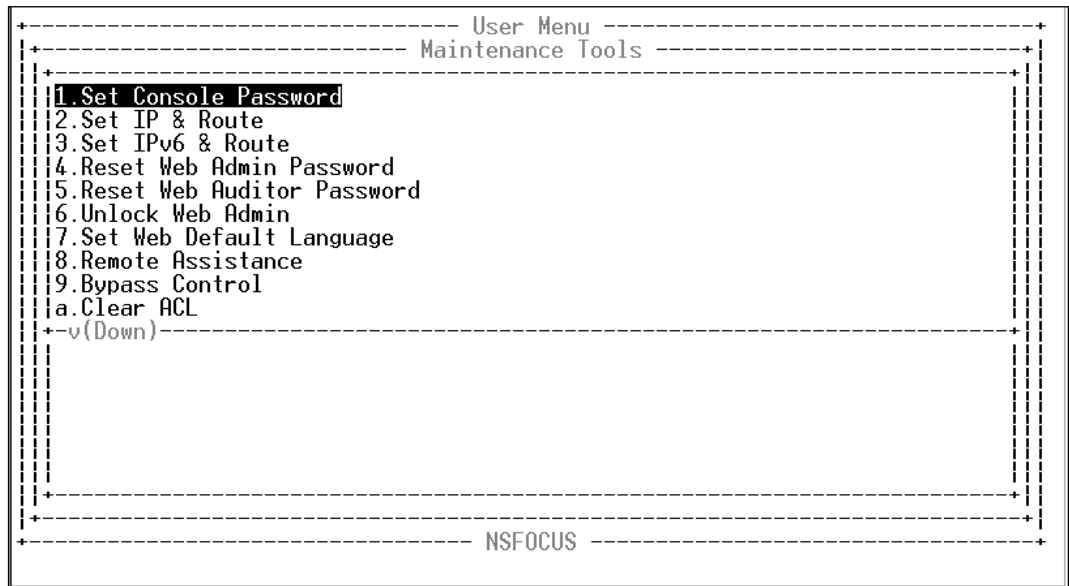 User Menu
Maintenance Tools
1.Set Console Password
2.Set IP & Route
3.Set IPv6 & Route
4.Reset Web Admin Password
5.Reset Web Auditor Password
6.Unlock Web Admin
7.Set Web Default Language
8.Remote Assistance
9.Bypass Control
a.Clear ACL
v(Down)
NSFOCUS